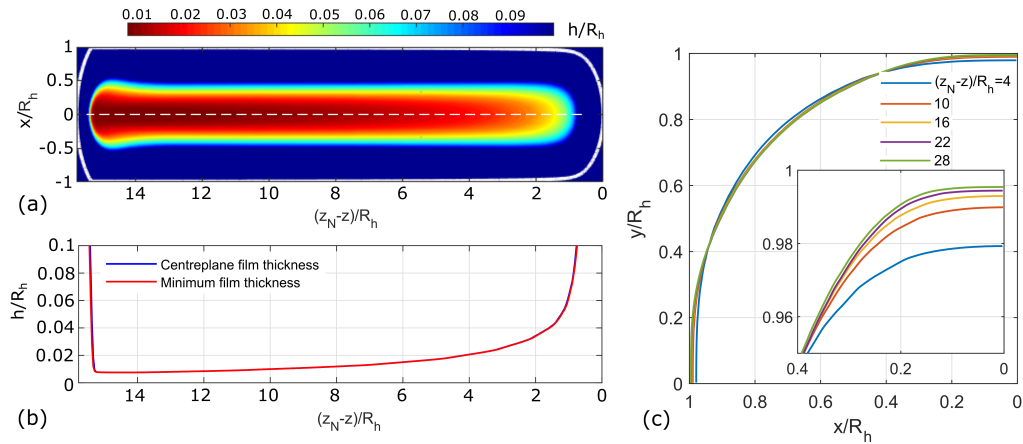 0.01 0.02 0.03 0.04 0.05 0.06 0.07 0.08 0.09
h/R_h
(a)
x/R_h
1
0.5
0
-0.5
-1
14 12 10 8 6 4 2 0
(z_N-z)/R_h
(b)
h/R_h
0.1
0.08
0.06
0.04
0.02
0
Centreplane film thickness
Minimum film thickness
14 12 10 8 6 4 2 0
(z_N-z)/R_h
(c)
y/R_h
1
0.8
0.6
0.4
0.2
0
(z_N-z)/R_h=4
10
16
22
28
1
0.98
0.96
0.4 0.2 0
1 0.8 0.6 0.4 0.2 0
x/R_h